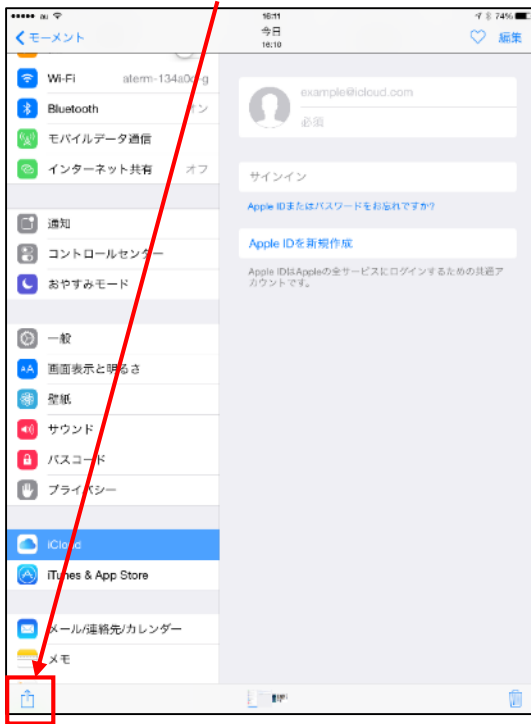 au 16:11 74%
モーメント 今日 編集
16:10
Wi-Fi aterm-134a0c-g
Bluetooth オン
モバイルデータ通信
インターネット共有 オフ
通知
コントロールセンター
おやすみモード
一般
画面表示と明るさ
壁紙
サウンド
パスコード
プライバシー
iCloud
iTunes & App Store
メール/連絡先/カレンダー
メモ
example@icloud.com
必須
サインイン
Apple IDまたはパスワードをお忘れですか?
Apple IDを新規作成
Apple IDはAppleの全サービスにログインするための共通ア
カウントです。